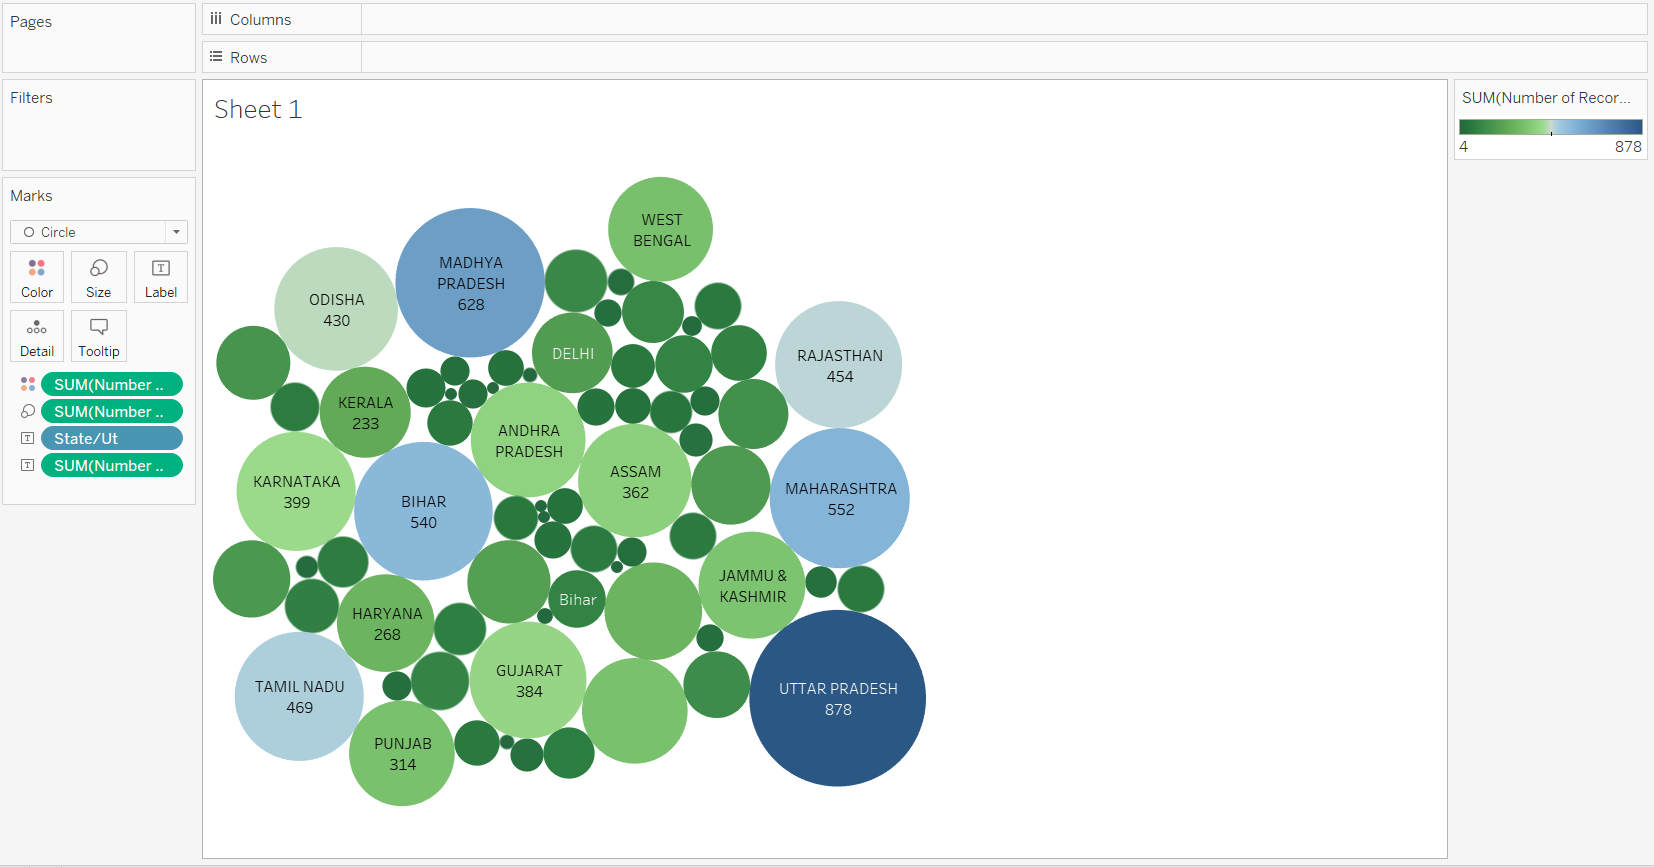 Pages
Columns
Rows
Filters
Sheet 1
SUM(Number of Recor...
4
878
Marks
Circle
Color
Size
Label
Detail
Tooltip
SUM(Number ..
SUM(Number ..
State/Ut
SUM(Number ..
WEST
BENGAL
MADHYA
PRADESH
628
ODISHA
430
DELHI
RAJASTHAN
454
KERALA
233
ANDHRA
PRADESH
ASSAM
362
KARNATAKA
399
BIHAR
540
MAHARASHTRA
552
JAMMU &
KASHMIR
Bihar
HARYANA
268
GUJARAT
384
TAMIL NADU
469
UTTAR PRADESH
878
PUNJAB
314